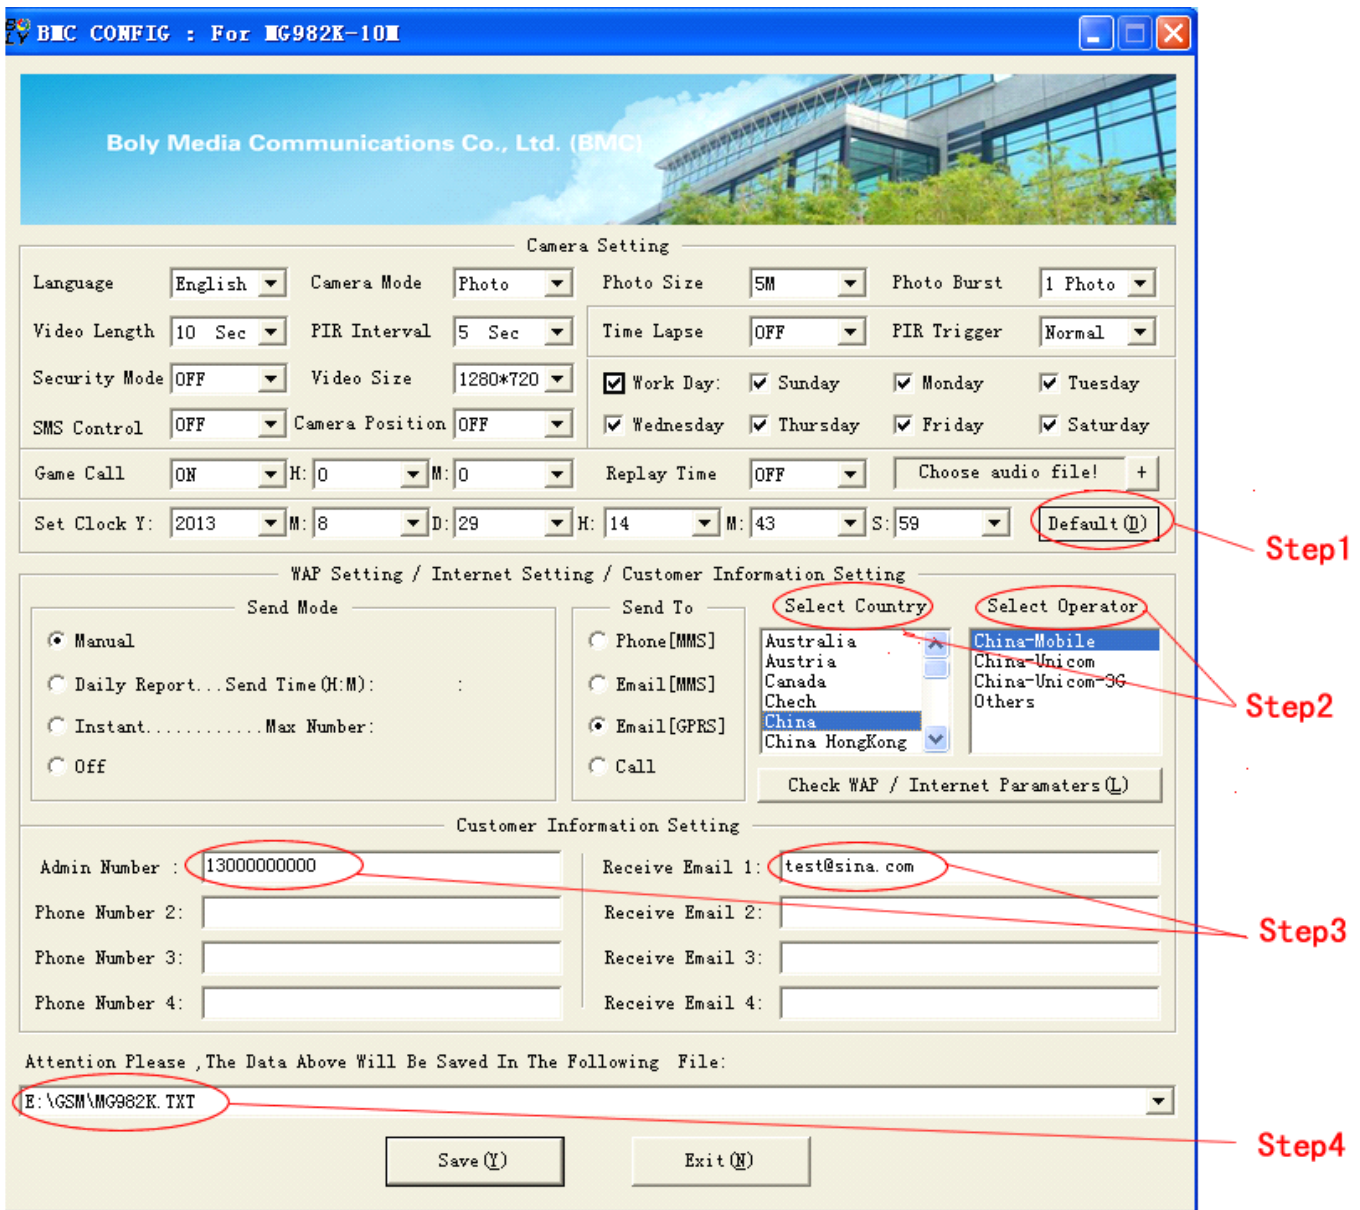 BOLY BMC CONFIG : For MG982K-10M
Boly Media Communications Co., Ltd. (BMC)
Camera Setting
Language English Camera Mode Photo Photo Size 5M Photo Burst 1 Photo
Video Length 10 Sec PIR Interval 5 Sec Time Lapse OFF PIR Trigger Normal
Security Mode OFF Video Size 1280*720 Work Day: Sunday Monday Tuesday
SMS Control OFF Camera Position OFF Wednesday Thursday Friday Saturday
Game Call ON H: 0 M: 0 Replay Time OFF Choose audio file! +
Set Clock Y: 2013 M: 8 D: 29 H: 14 M: 43 S: 59 Default(D)
Step1
WAP Setting / Internet Setting / Customer Information Setting
Send Mode Send To Select Country Select Operator
Manual Phone[MMS] Australia China-Mobile
Austria China-Unicom
Daily Report...Send Time(H:M): : Email[MMS] Canada China-Unicom-3G
Chech Others
Step2
Instant............Max Number: Email[GPRS] China
China HongKong
Off Call
Check WAP / Internet Paramaters(L)
Customer Information Setting
Admin Number : 13000000000 Receive Email 1: test@sina.com
Phone Number 2: Receive Email 2:
Step3
Phone Number 3: Receive Email 3:
Phone Number 4: Receive Email 4:
Attention Please ,The Data Above Will Be Saved In The Following File:
E:\GSM\MG982K.TXT
Step4
Save(Y) Exit(N)